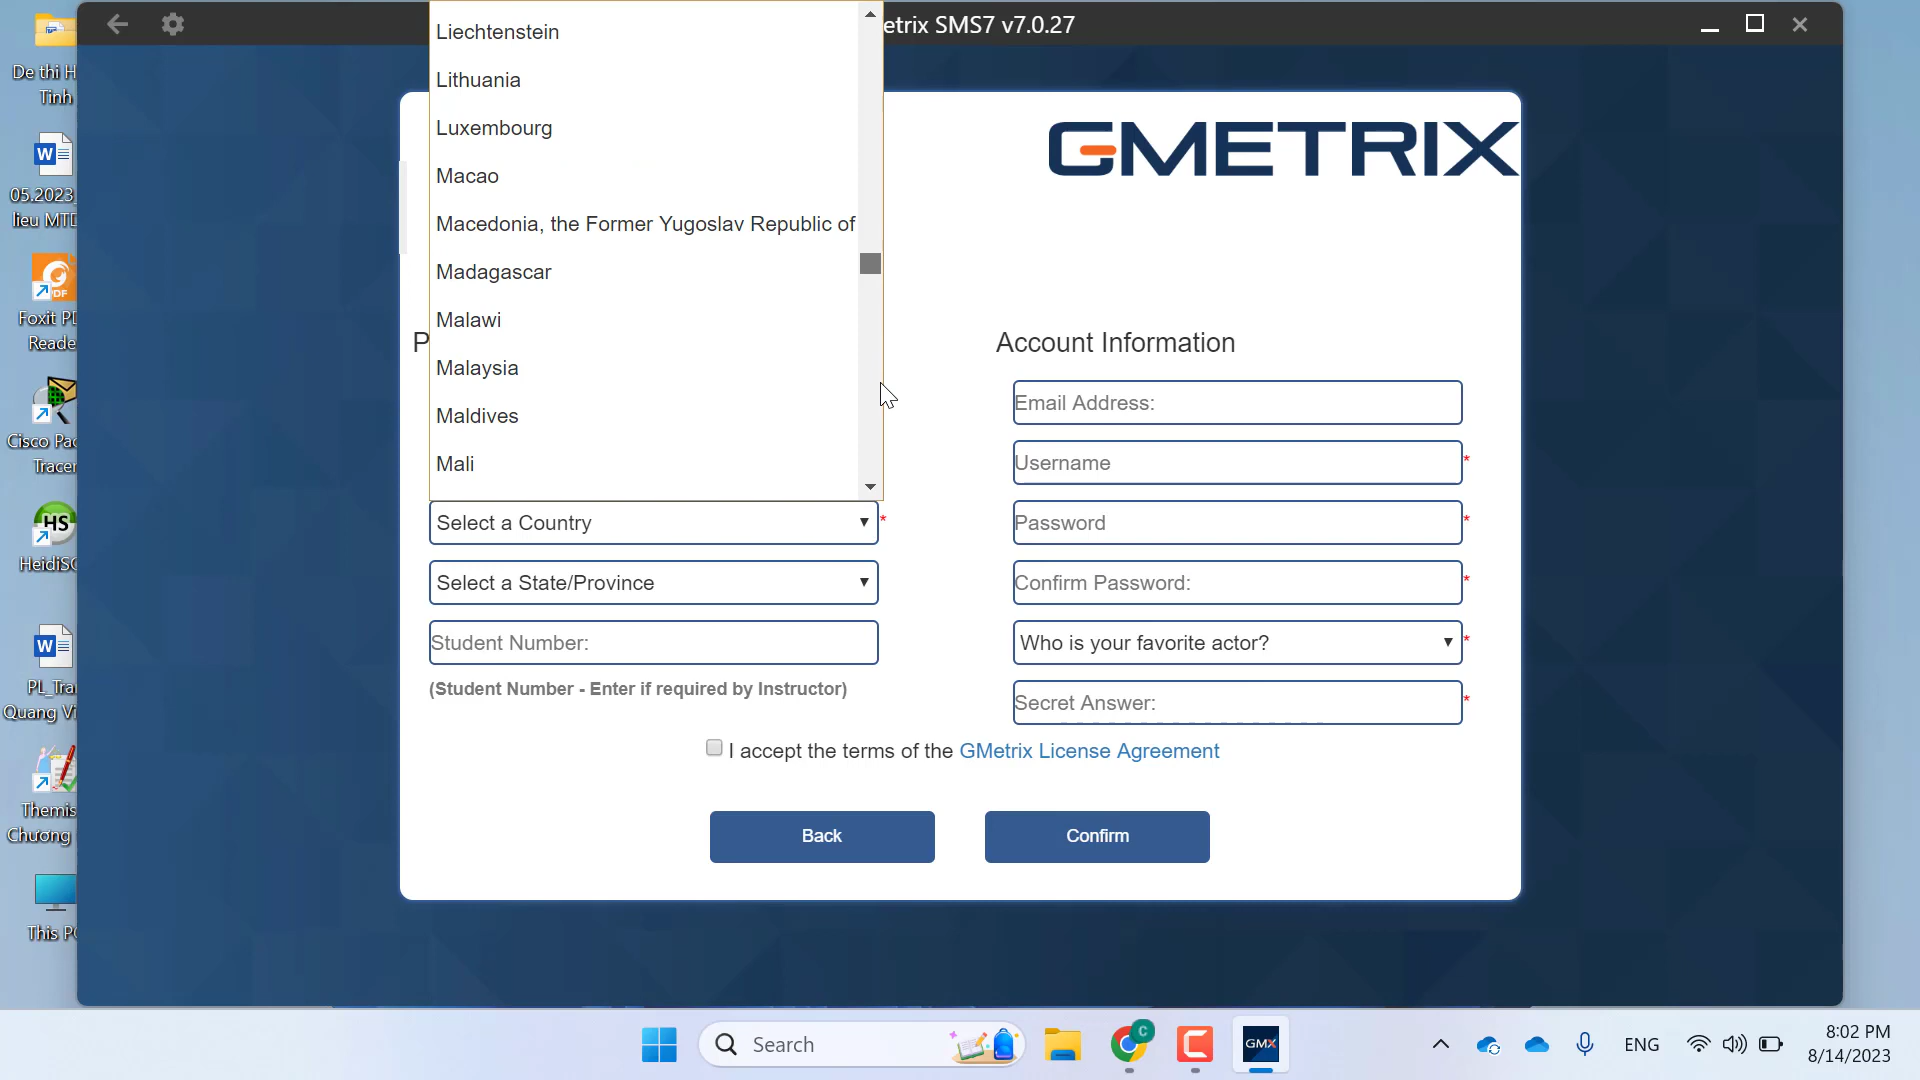 De thi H
Tinh
05.2023_
lieu MTD
Foxit PD
Reade
Cisco Pac
Tracer
HeidiSQ
PL_Tra
Quang Vi
Themis
Chương
This PC
etrix SMS7 v7.0.27
Liechtenstein
Lithuania
Luxembourg
Macao
Macedonia, the Former Yugoslav Republic of
Madagascar
Malawi
Malaysia
Maldives
Mali
GMETRIX
P
Select a Country
*
Select a State/Province
Student Number:
(Student Number - Enter if required by Instructor)
Account Information
Email Address:
Username
*
Password
*
Confirm Password:
*
Who is your favorite actor?
*
Secret Answer:
*
I accept the terms of the GMetrix License Agreement
Back
Confirm
Search
C
GMX
ENG
8:02 PM
8/14/2023